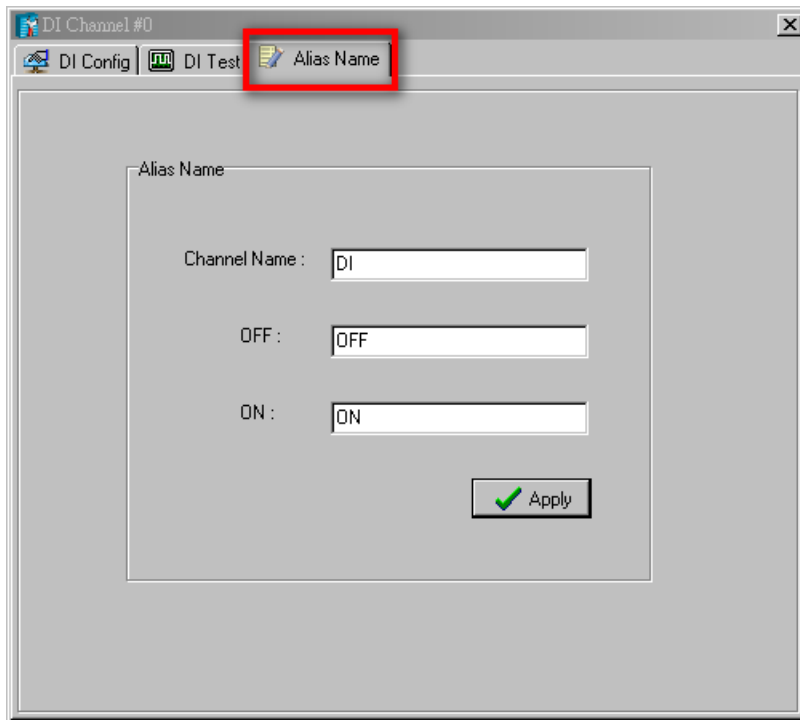 DI Channel #0
DI Config DI Test Alias Name
Alias Name
Channel Name : DI
OFF : OFF
ON : ON
Apply